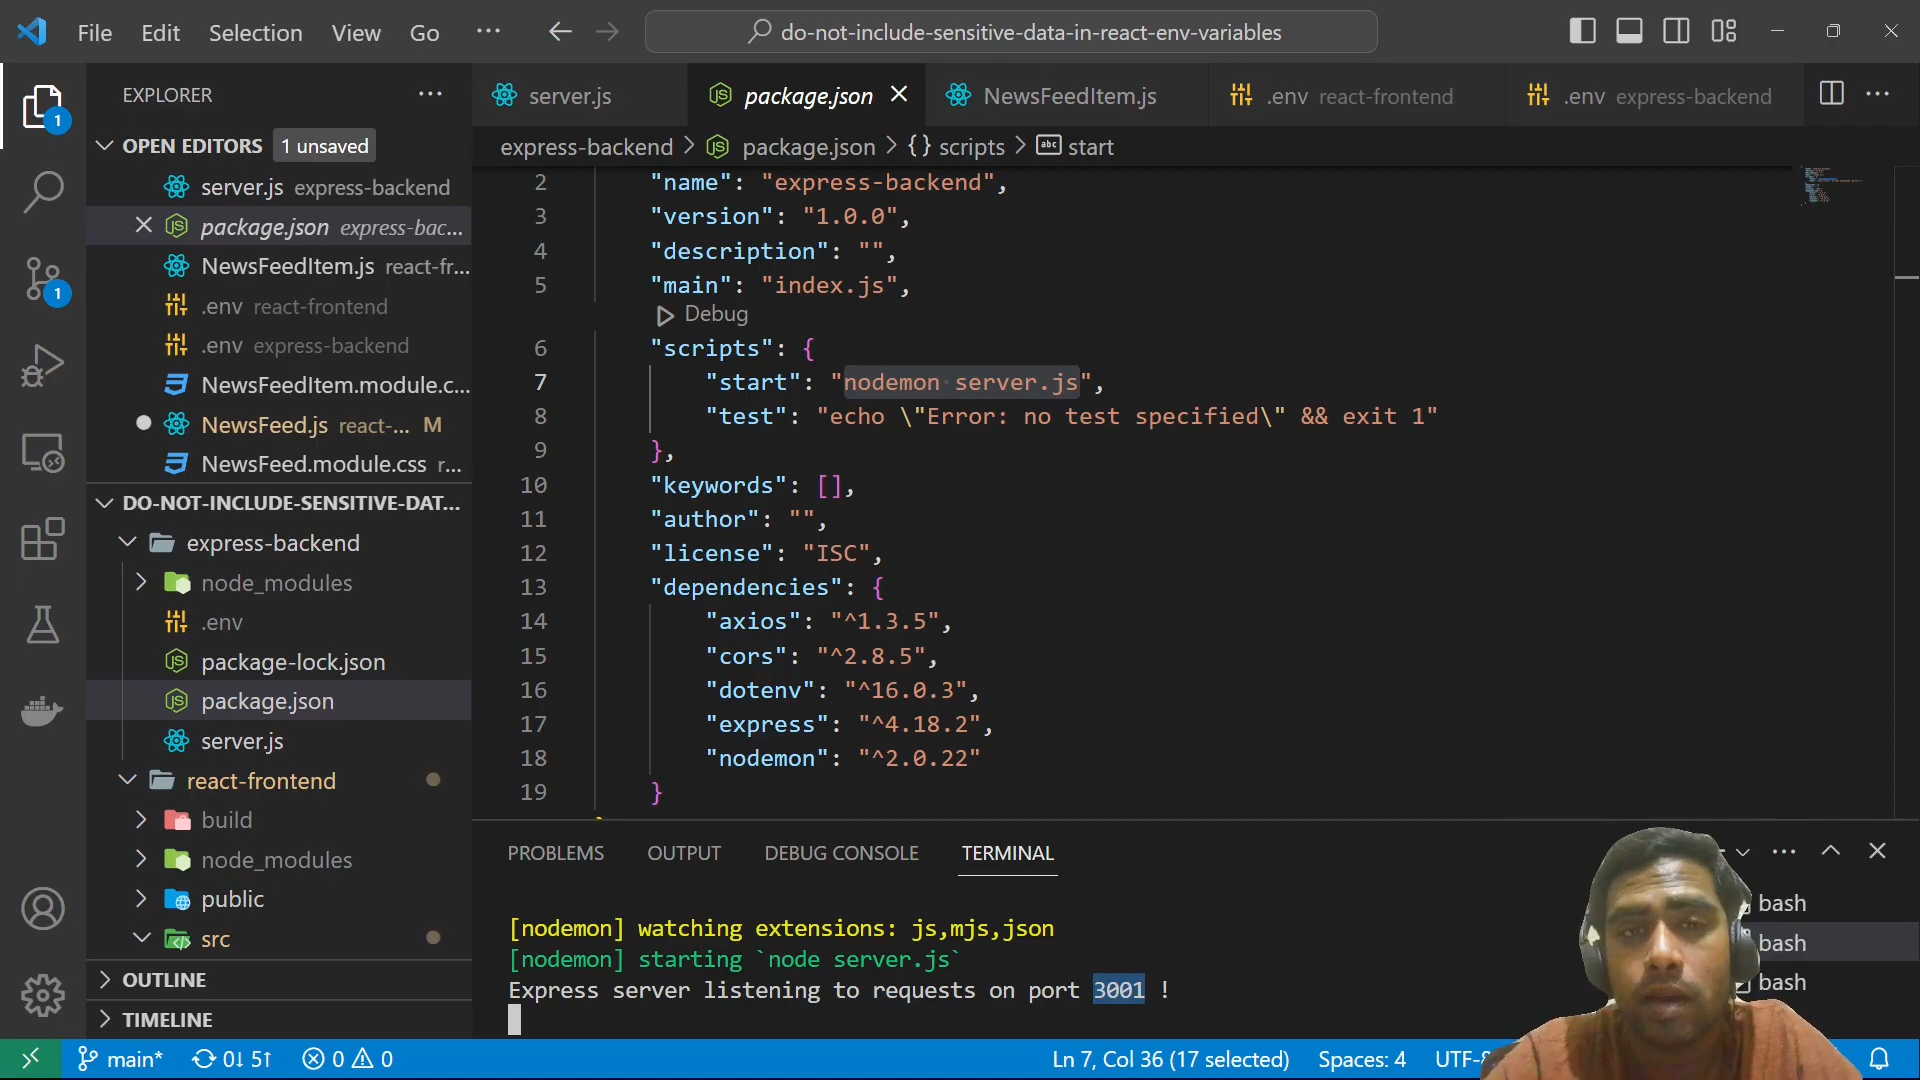 File Edit Selection View Go ···
do-not-include-sensitive-data-in-react-env-variables
EXPLORER
server.js
package.json
NewsFeedItem.js
.env react-frontend
.env express-backend
OPEN EDITORS 1 unsaved
express-backend > package.json > {} scripts > abc start
server.js express-backend
package.json express-bac...
NewsFeedItem.js react-fr...
.env react-frontend
.env express-backend
NewsFeedItem.module.c...
NewsFeed.js react-... M
NewsFeed.module.css r...
DO-NOT-INCLUDE-SENSITIVE-DAT...
express-backend
node_modules
.env
package-lock.json
package.json
server.js
react-frontend
build
node_modules
public
src
OUTLINE
TIMELINE
1
1
2 "name": "express-backend",
3 "version": "1.0.0",
4 "description": "",
5 "main": "index.js",
Debug
6 "scripts": {
7 "start": "nodemon server.js",
8 "test": "echo \"Error: no test specified\" && exit 1"
9 },
10 "keywords": [],
11 "author": "",
12 "license": "ISC",
13 "dependencies": {
14 "axios": "^1.3.5",
15 "cors": "^2.8.5",
16 "dotenv": "^16.0.3",
17 "express": "^4.18.2",
18 "nodemon": "^2.0.22"
19 }
PROBLEMS OUTPUT DEBUG CONSOLE TERMINAL
[nodemon] watching extensions: js,mjs,json
[nodemon] starting `node server.js`
Express server listening to requests on port 3001 !
bash
bash
bash
main* 0↓ 5↑ 0 0
Ln 7, Col 36 (17 selected) Spaces: 4 UTF-8